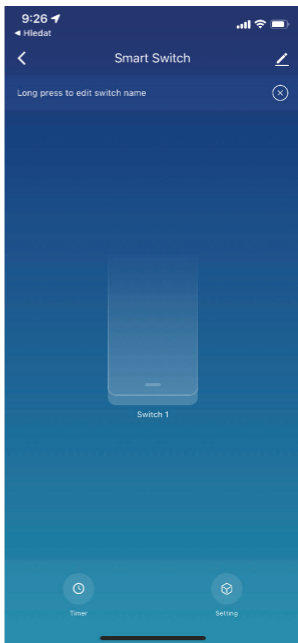 9:26
◄ Hledat
Smart Switch
Long press to edit switch name
Switch 1
Timer
Setting